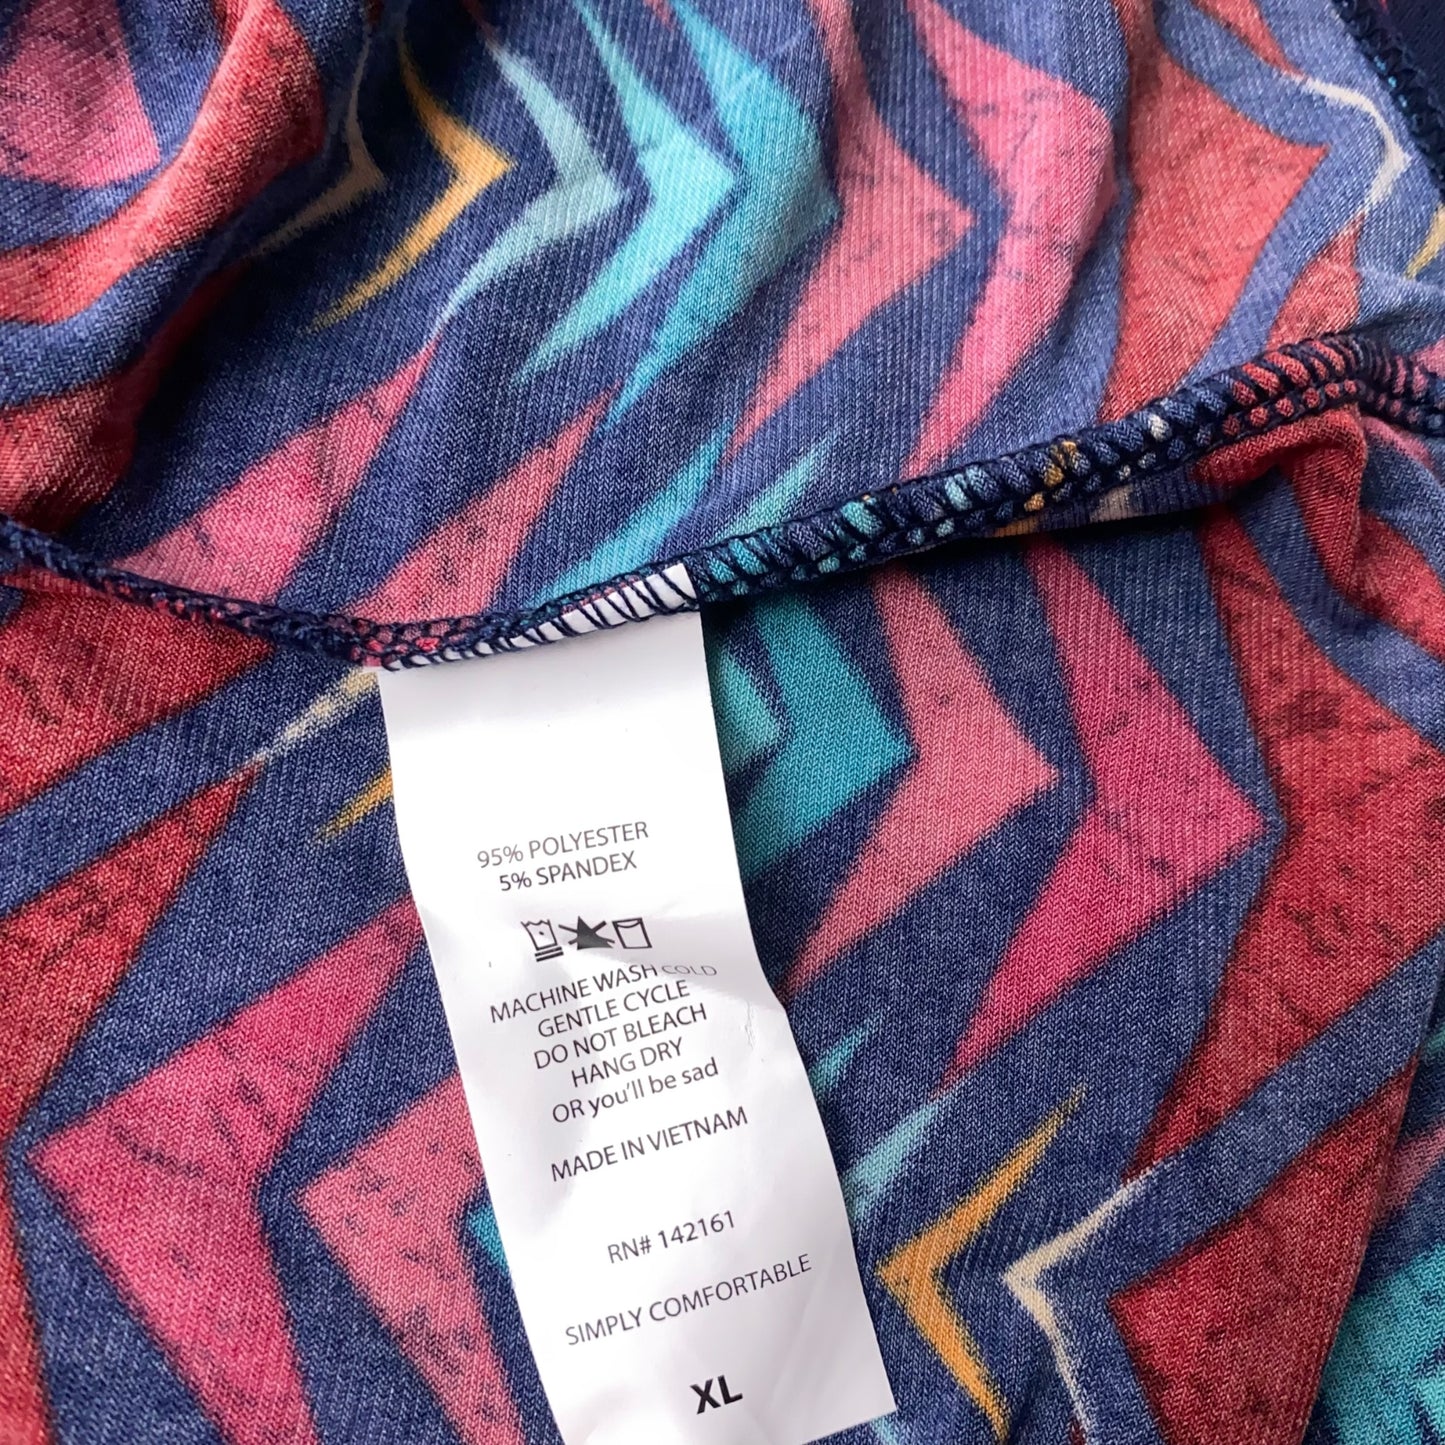 95% POLYESTER
5% SPANDEX
MACHINE WASH COLD
GENTLE CYCLE
DO NOT BLEACH
HANG DRY
OR you'll be sad
MADE IN VIETNAM
RN# 142161
SIMPLY COMFORTABLE
XL